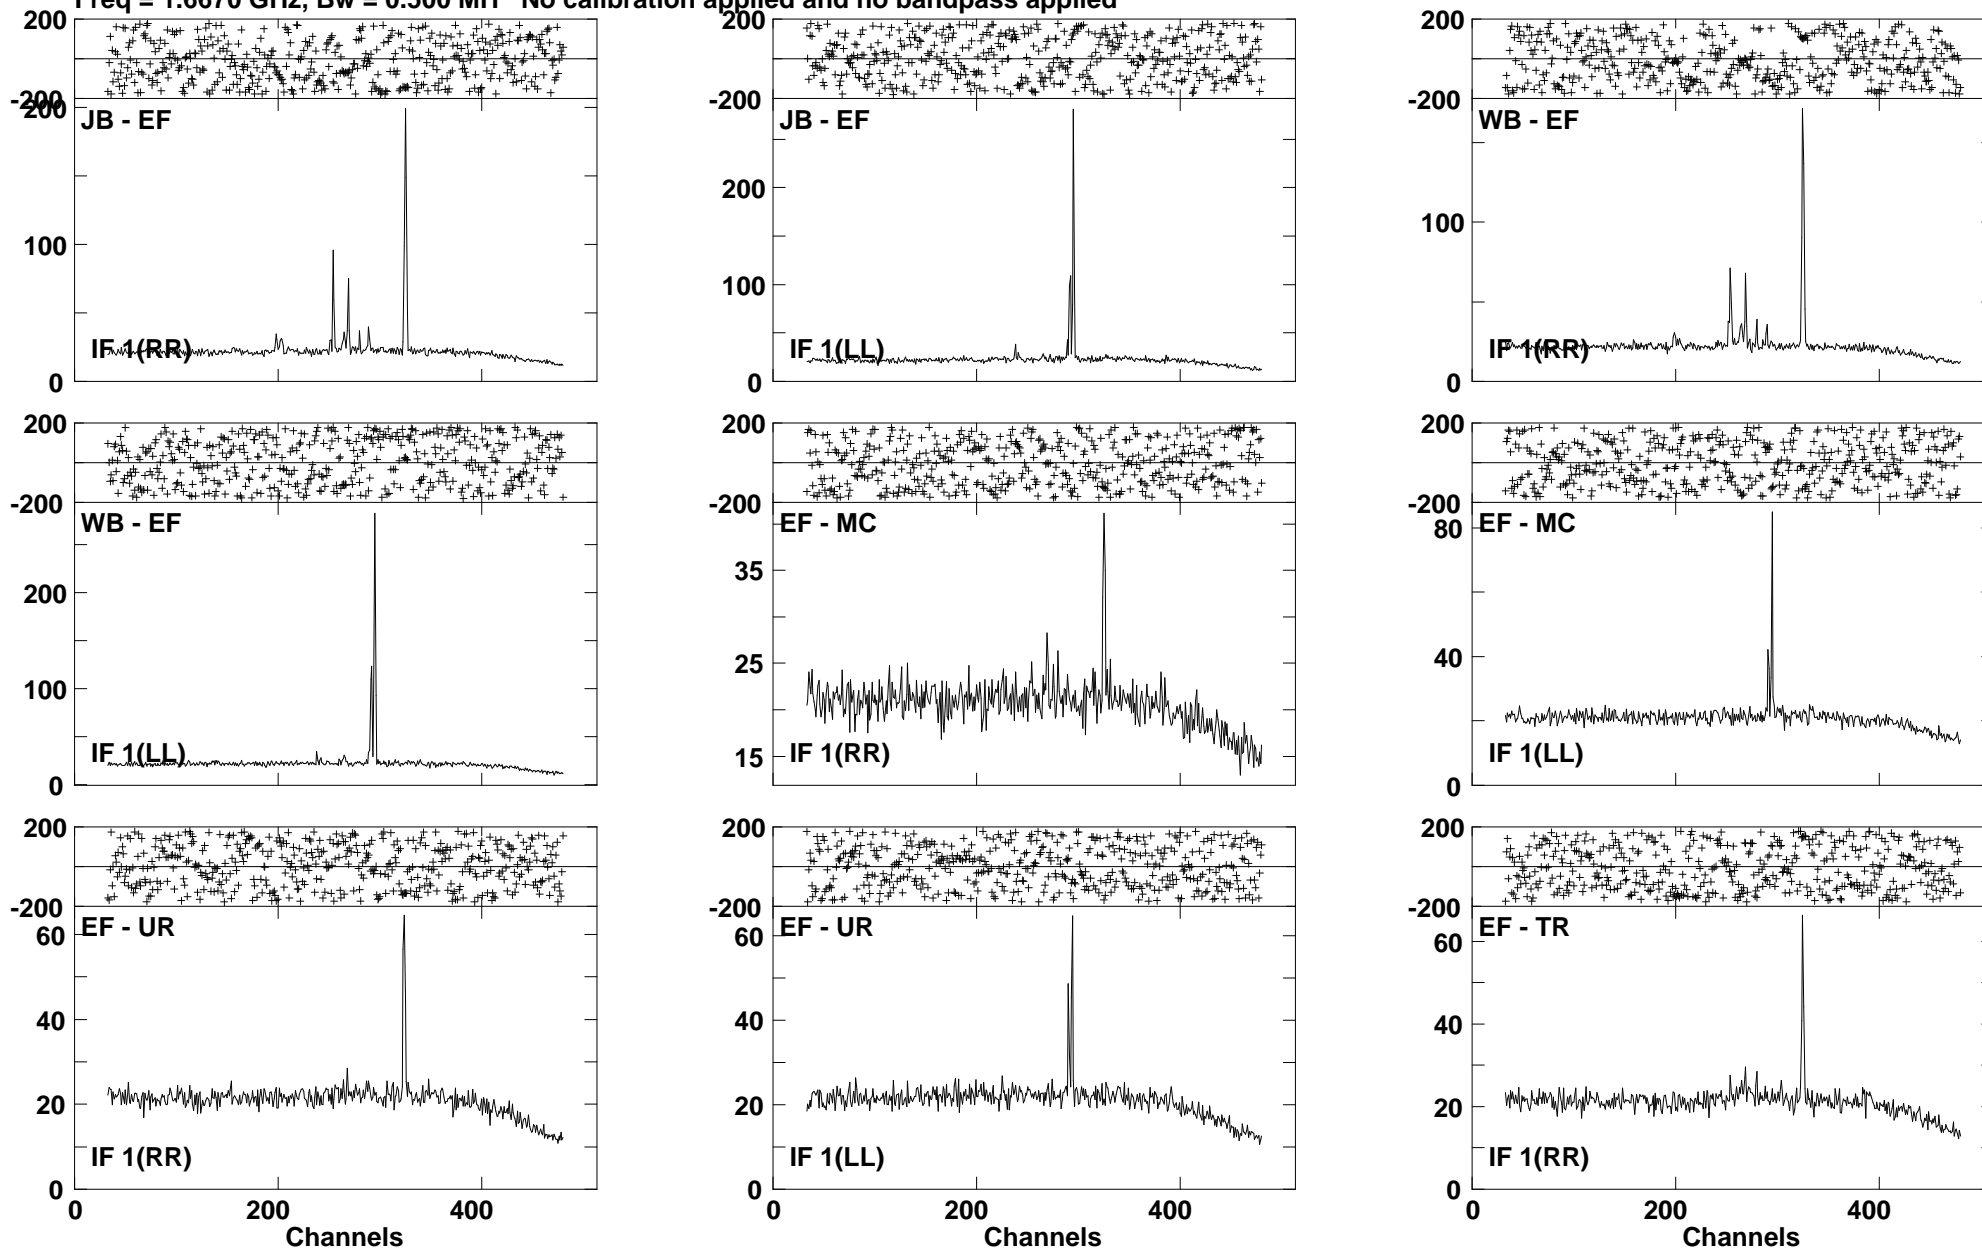 Freq = 1.6670 GHz, Bw = 0.500 MH No calibration applied and no bandpass applied
200 200 200
-200 -200 -200
200 JB - EF JB - EF WB - EF
200
100 100 100
IF 1(RR) IF 1(LL) IF 1(RR)
0 0 0
200 200 200
-200 -200 -200
WB - EF EF - MC EF - MC
80
200 35
100 25 40
IF 1(LL) 15 IF 1(RR) IF 1(LL)
0 0
200 200 200
-200 -200 -200
60 EF - UR 60 EF - UR 60 EF - TR
40 40 40
20 20 20
IF 1(RR) IF 1(LL) IF 1(RR)
0 0 0
0 200 400 0 200 400 0 200 400
Channels Channels Channels